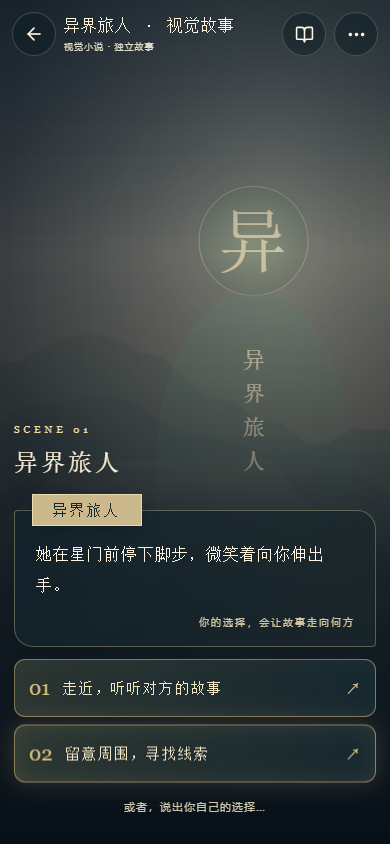 异界旅人 · 视觉故事
视觉小说 · 独立故事
异
异
界
旅
人
SCENE 01
异界旅人
异界旅人
她在星门前停下脚步，微笑着向你伸出
手。
你的选择，会让故事走向何方
01 走近，听听对方的故事
02 留意周围，寻找线索
或者，说出你自己的选择…